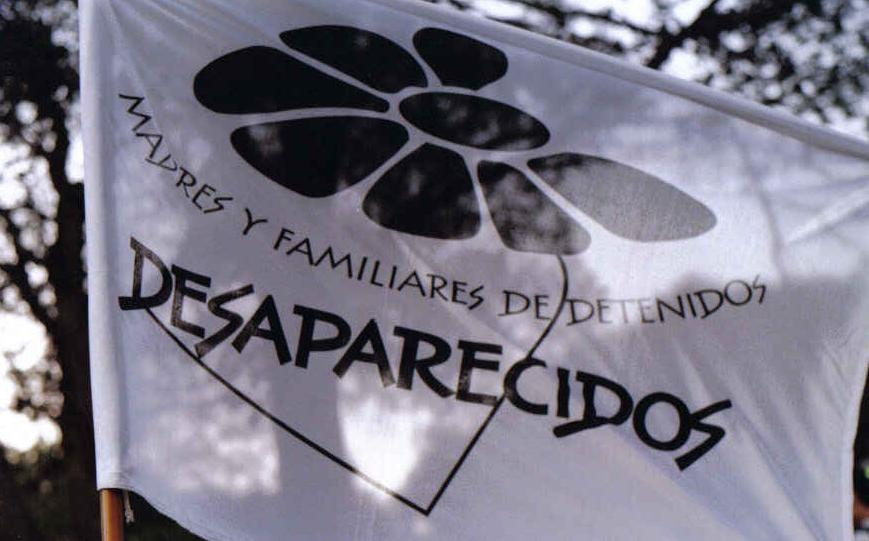 MADRES Y FAMILIARES DE DETENIDOS
DESAPARECIDOS